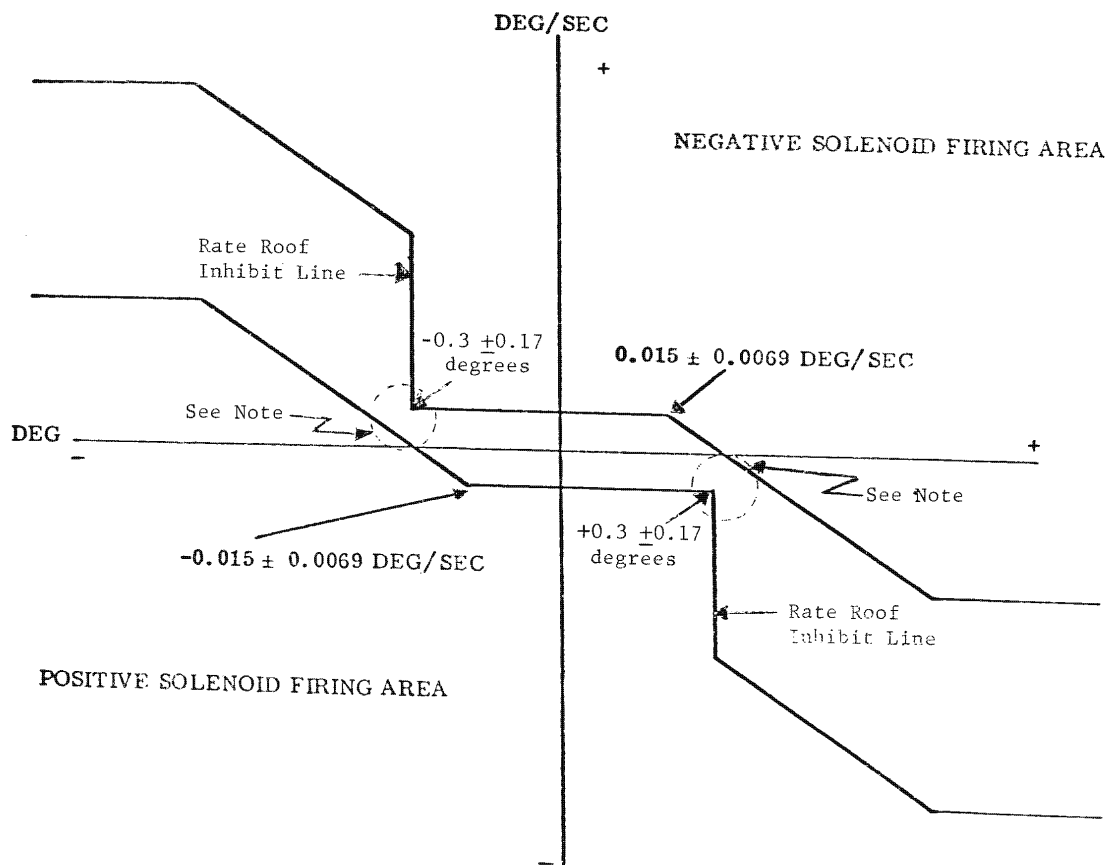 DEG/SEC
+
NEGATIVE SOLENOID FIRING AREA
Rate Roof
Inhibit Line
-0.3 ±0.17
degrees
0.015 ± 0.0069 DEG/SEC
See Note
DEG
-
+
See Note
+0.3 ±0.17
degrees
-0.015 ± 0.0069 DEG/SEC
Rate Roof
Inhibit Line
POSITIVE SOLENOID FIRING AREA
-